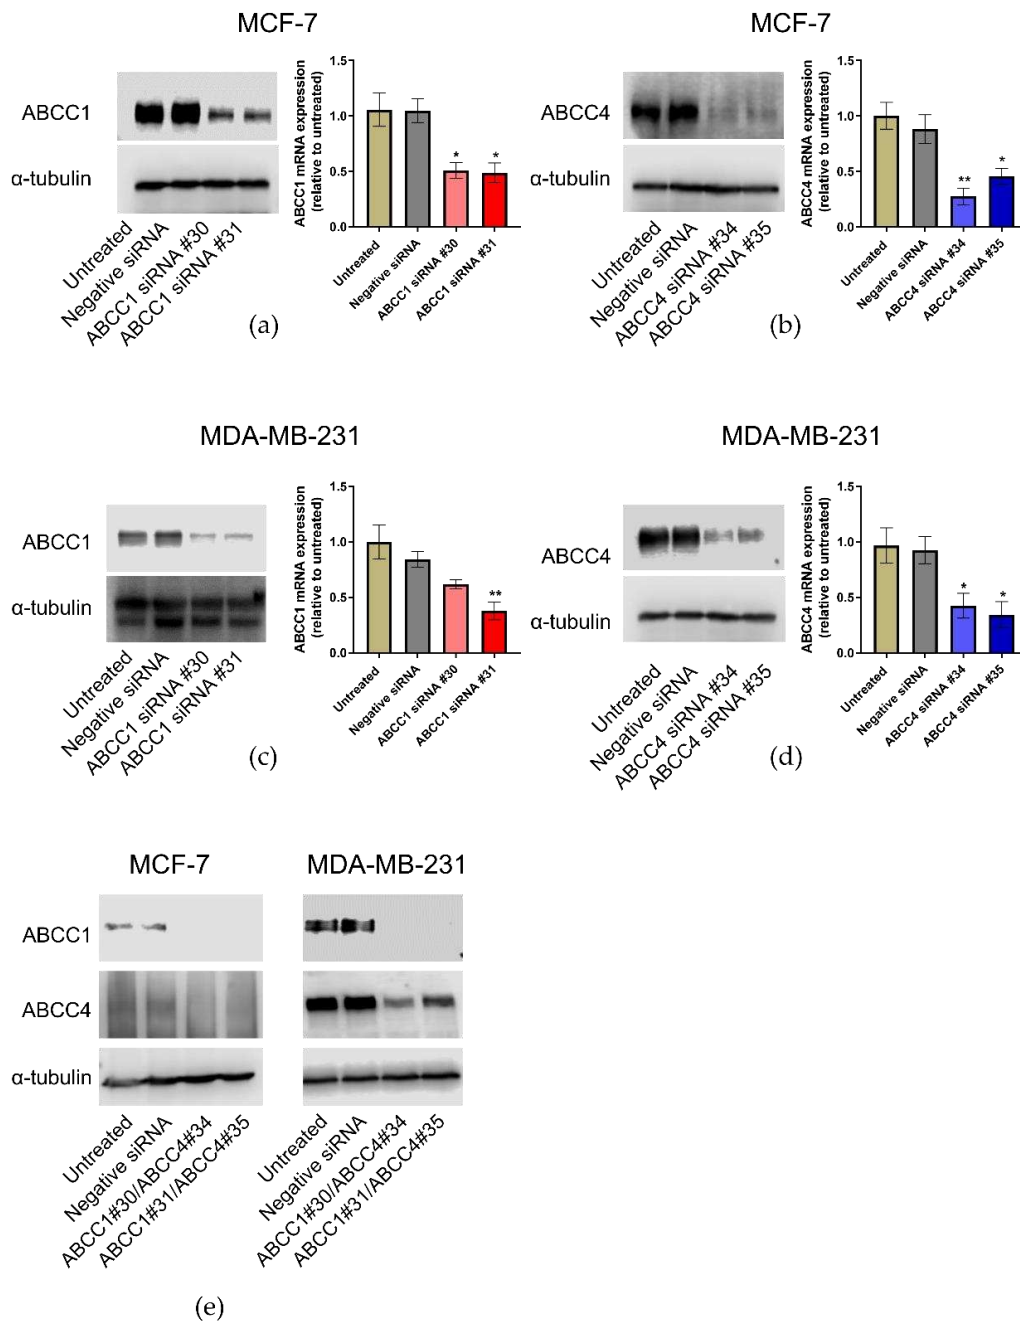 MCF-7
ABCC1
α-tubulin
Untreated
Negative siRNA
ABCC1 siRNA #30
ABCC1 siRNA #31
ABCC1 mRNA expression
(relative to untreated)
1.5
1.0
0.5
0.0
*
*
Untreated
Negative siRNA
ABCC1 siRNA #30
ABCC1 siRNA #31
(a)
MCF-7
ABCC4
α-tubulin
Untreated
Negative siRNA
ABCC4 siRNA #34
ABCC4 siRNA #35
ABCC4 mRNA expression
(relative to untreated)
1.5
1.0
0.5
0.0
**
*
Untreated
Negative siRNA
ABCC4 siRNA #34
ABCC4 siRNA #35
(b)
MDA-MB-231
ABCC1
α-tubulin
Untreated
Negative siRNA
ABCC1 siRNA #30
ABCC1 siRNA #31
ABCC1 mRNA expression
(relative to untreated)
1.5
1.0
0.5
0.0
**
Untreated
Negative siRNA
ABCC1 siRNA #30
ABCC1 siRNA #31
(c)
MDA-MB-231
ABCC4
α-tubulin
Untreated
Negative siRNA
ABCC4 siRNA #34
ABCC4 siRNA #35
ABCC4 mRNA expression
(relative to untreated)
1.5
1.0
0.5
0.0
*
*
Untreated
Negative siRNA
ABCC4 siRNA #34
ABCC4 siRNA #35
(d)
MCF-7
ABCC1
ABCC4
α-tubulin
Untreated
Negative siRNA
ABCC1#30/ABCC4#34
ABCC1#31/ABCC4#35
MDA-MB-231
Untreated
Negative siRNA
ABCC1#30/ABCC4#34
ABCC1#31/ABCC4#35
(e)